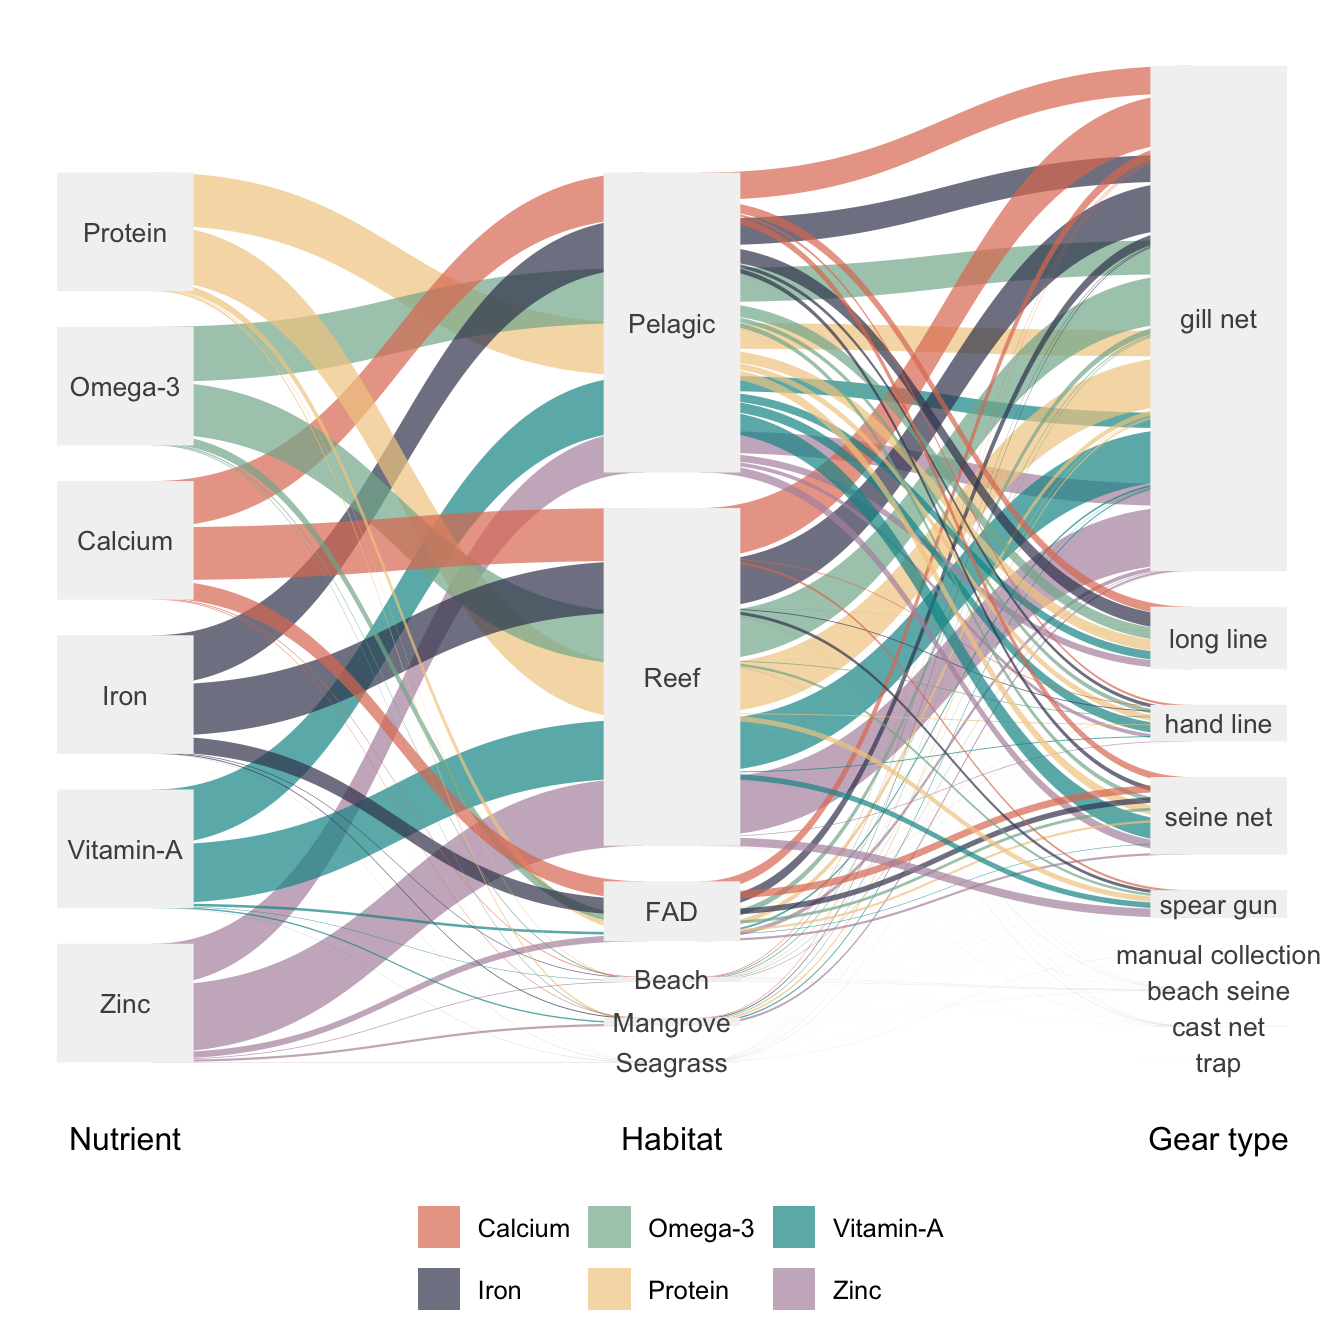 Protein
Omega-3
Calcium
Iron
Vitamin-A
Zinc
Pelagic
Reef
FAD
Beach
Mangrove
Seagrass
gill net
long line
hand line
seine net
spear gun
manual collection
beach seine
cast net
trap
Nutrient
Habitat
Gear type
Calcium
Omega-3
Vitamin-A
Iron
Protein
Zinc